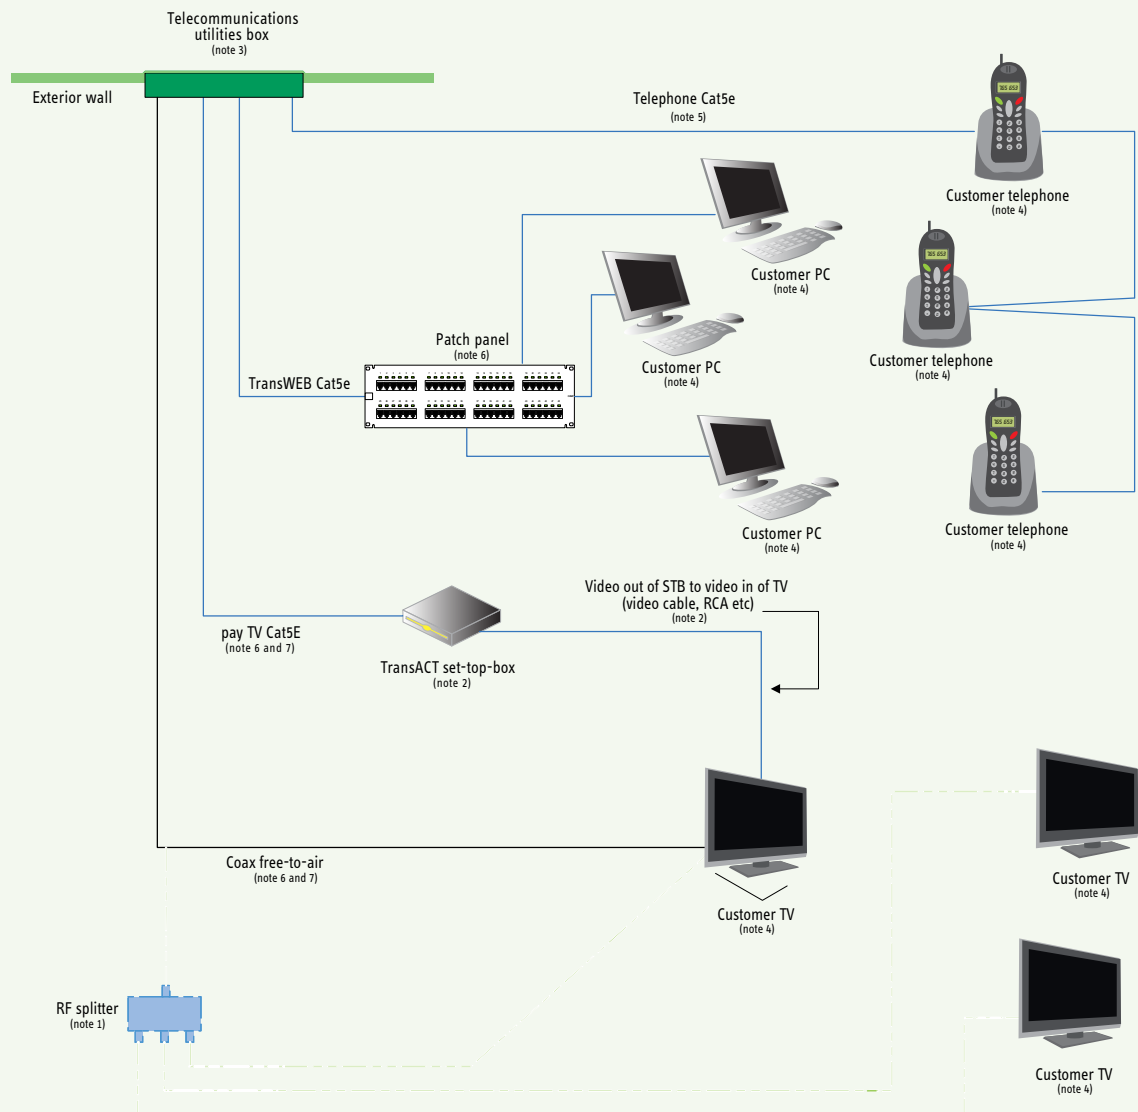 Telecommunications
utilities box
(note 3)
Exterior wall
Telephone Cat5e
(note 5)
Customer telephone
(note 4)
Customer PC
(note 4)
Patch panel
(note 6)
Customer PC
(note 4)
Customer telephone
(note 4)
TransWEB Cat5e
Customer PC
(note 4)
Customer telephone
(note 4)
Video out of STB to video in of TV
(video cable, RCA etc)
(note 2)
pay TV Cat5E
(note 6 and 7)
TransACT set-top-box
(note 2)
Coax free-to-air
(note 6 and 7)
Customer TV
(note 4)
Customer TV
(note 4)
RF splitter
(note 1)
Customer TV
(note 4)